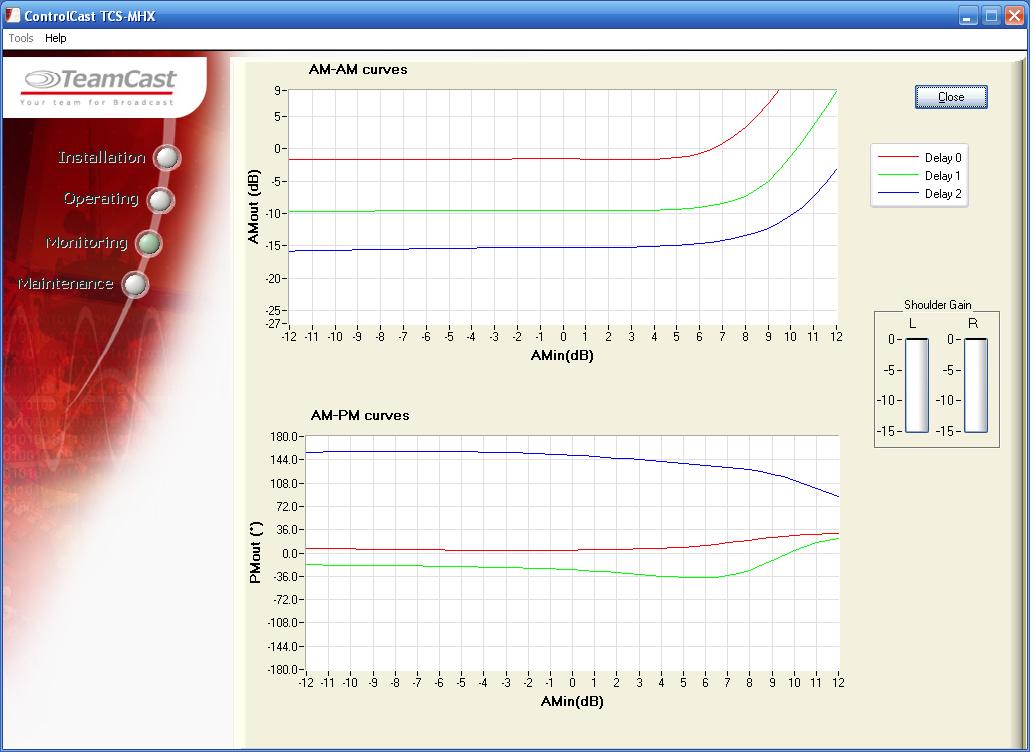 ControlCast TCS-MHX
Tools Help
TeamCast
Your team for Broadcast
Installation
Operating
Monitoring
Maintenance
AM-AM curves
AMout (dB)
9
5
0
-5
-10
-15
-20
-25
-27
-12 -11 -10 -9 -8 -7 -6 -5 -4 -3 -2 -1 0 1 2 3 4 5 6 7 8 9 10 11 12
AMin(dB)
AM-PM curves
PMout (°)
180.0
144.0
108.0
72.0
36.0
0.0
-36.0
-72.0
-108.0
-144.0
-180.0
-12 -11 -10 -9 -8 -7 -6 -5 -4 -3 -2 -1 0 1 2 3 4 5 6 7 8 9 10 11 12
AMin(dB)
Close
Delay 0
Delay 1
Delay 2
Shoulder Gain
L R
0 0
-5 -5
-10 -10
-15 -15